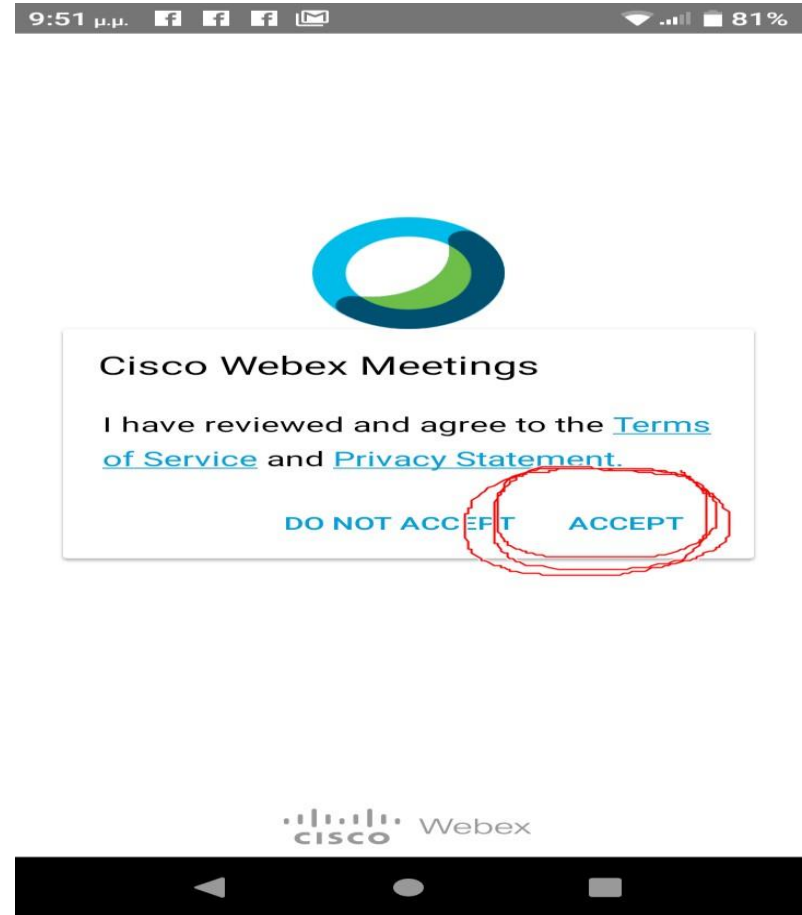 9:51 μ.μ. 81%
Cisco Webex Meetings
I have reviewed and agree to the Terms
of Service and Privacy Statement.
DO NOT ACCEPT ACCEPT
CISCO Webex